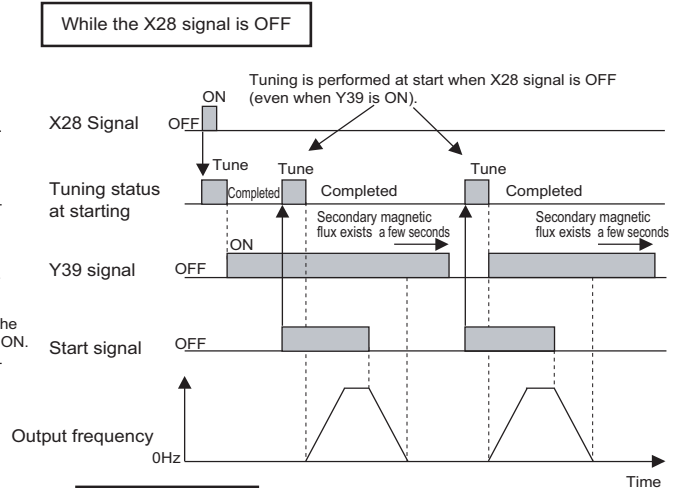 While the X28 signal is OFF
Tuning is performed at start when X28 signal is OFF
(even when Y39 is ON).
ON
X28 Signal OFF
Tune Tune Tune
Tuning status
at starting
Completed Completed Completed
Secondary magnetic
flux exists a few seconds
Secondary magnetic
flux exists a few seconds
ON
Y39 signal OFF
he
ON.
Start signal OFF
Output frequency
0Hz
Time